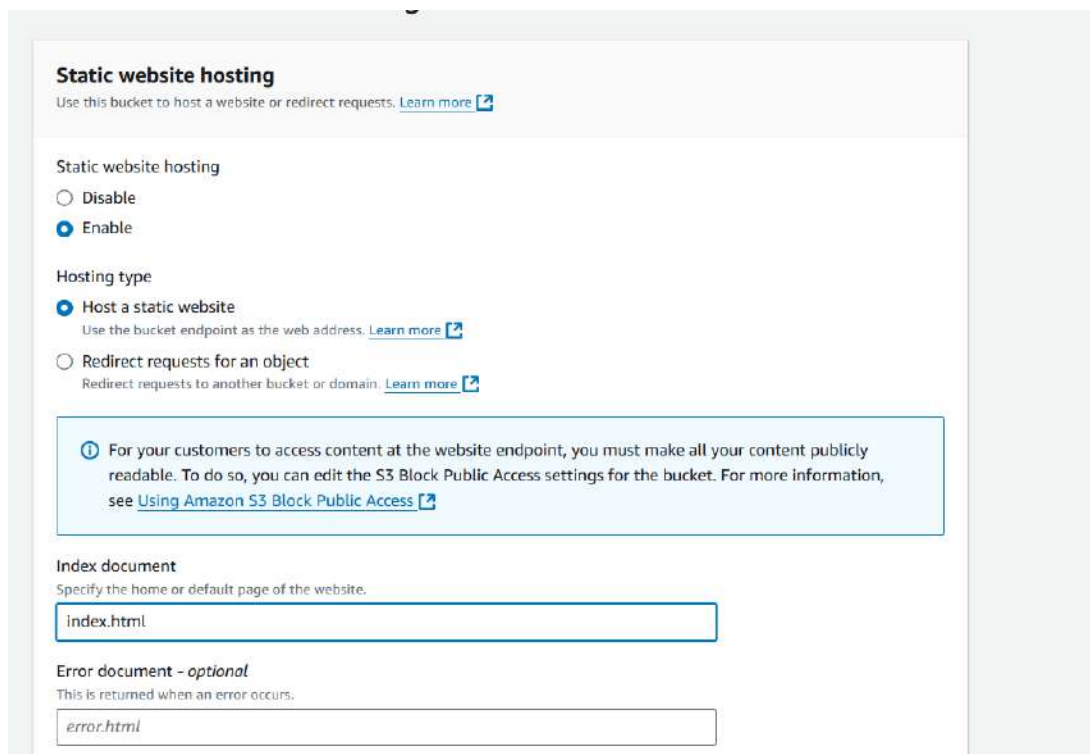 Static website hosting
Use this bucket to host a website or redirect requests. Learn more
Static website hosting
Disable
Enable
Hosting type
Host a static website
Use the bucket endpoint as the web address. Learn more
Redirect requests for an object
Redirect requests to another bucket or domain. Learn more
For your customers to access content at the website endpoint, you must make all your content publicly
readable. To do so, you can edit the S3 Block Public Access settings for the bucket. For more information,
see Using Amazon S3 Block Public Access
Index document
Specify the home or default page of the website.
index.html
Error document - optional
This is returned when an error occurs.
error.html